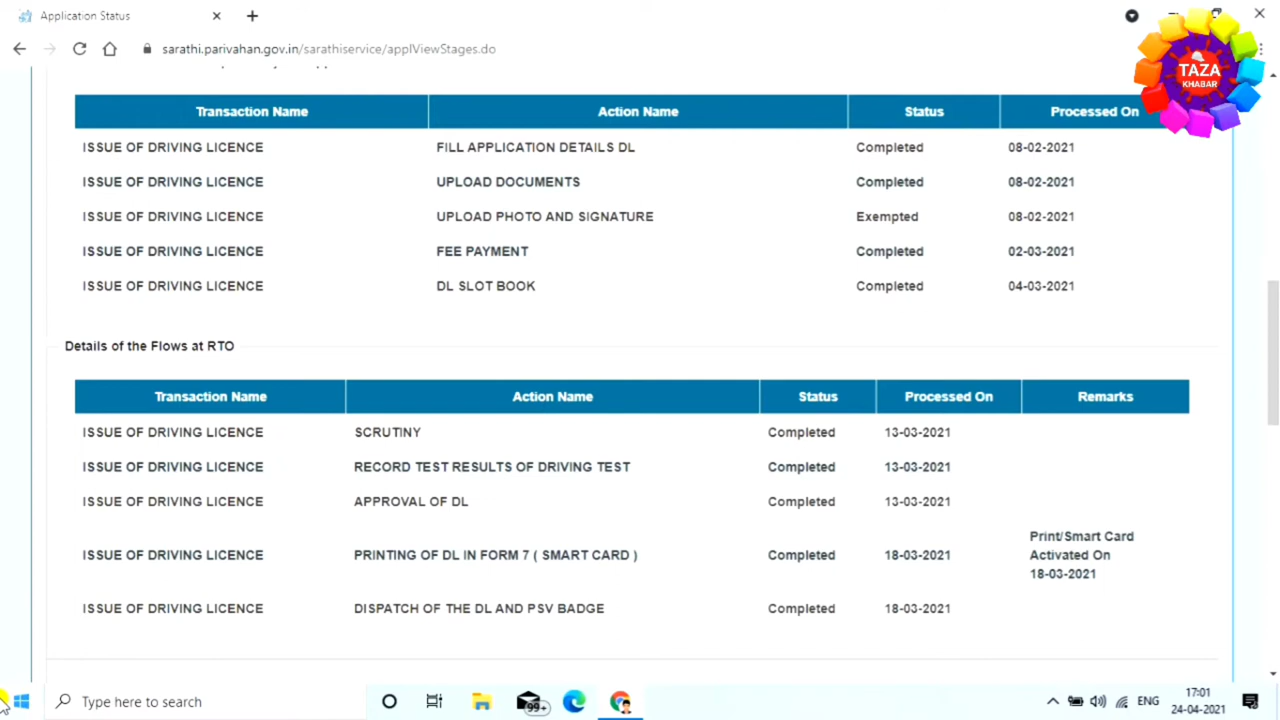 Application Status
sarathi.parivahan.gov.in/sarathiservice/applViewStages.do
TAZA
KHABAR
Transaction Name Action Name Status Processed On
ISSUE OF DRIVING LICENCE FILL APPLICATION DETAILS DL Completed 08-02-2021
ISSUE OF DRIVING LICENCE UPLOAD DOCUMENTS Completed 08-02-2021
ISSUE OF DRIVING LICENCE UPLOAD PHOTO AND SIGNATURE Exempted 08-02-2021
ISSUE OF DRIVING LICENCE FEE PAYMENT Completed 02-03-2021
ISSUE OF DRIVING LICENCE DL SLOT BOOK Completed 04-03-2021
Details of the Flows at RTO
Transaction Name Action Name Status Processed On Remarks
ISSUE OF DRIVING LICENCE SCRUTINY Completed 13-03-2021
ISSUE OF DRIVING LICENCE RECORD TEST RESULTS OF DRIVING TEST Completed 13-03-2021
ISSUE OF DRIVING LICENCE APPROVAL OF DL Completed 13-03-2021
ISSUE OF DRIVING LICENCE PRINTING OF DL IN FORM 7 ( SMART CARD ) Completed 18-03-2021 Print/Smart Card
Activated On
18-03-2021
ISSUE OF DRIVING LICENCE DISPATCH OF THE DL AND PSV BADGE Completed 18-03-2021
Type here to search 99+ ENG 17:01
24-04-2021